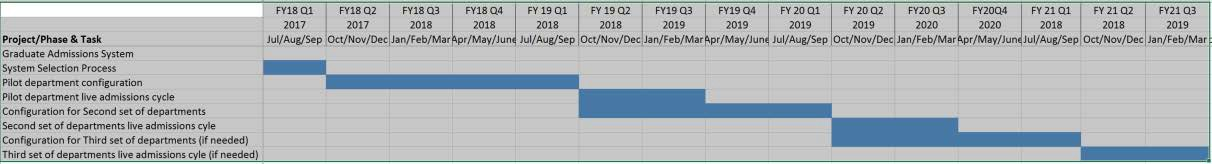 FY18 Q1 FY18 Q2 FY18 Q3 FY18 Q4 FY 19 Q1 FY 19 Q2 FY19 Q3 FY19 Q4 FY 20 Q1 FY 20 Q2 FY20 Q3 FY20Q4 FY 21 Q1 FY 21 Q2 FY21 Q3
2017 2017 2018 2018 2018 2018 2019 2019 2019 2019 2020 2020 2018 2018 2019
Project/Phase & Task Jul/Aug/Sep Oct/Nov/Dec Jan/Feb/Mar Apr/May/June Jul/Aug/Sep Oct/Nov/Dec Jan/Feb/Mar Apr/May/June Jul/Aug/Sep Oct/Nov/Dec Jan/Feb/Mar Apr/May/June Jul/Aug/Sep Oct/Nov/Dec Jan/Feb/Mar
Graduate Admissions System
System Selection Process
Pilot department configuration
Pilot department live admissions cycle
Configuration for Second set of departments
Second set of departments live admissions cyle
Configuration for Third set of departments (if needed)
Third set of departments live admissions cyle (if needed)